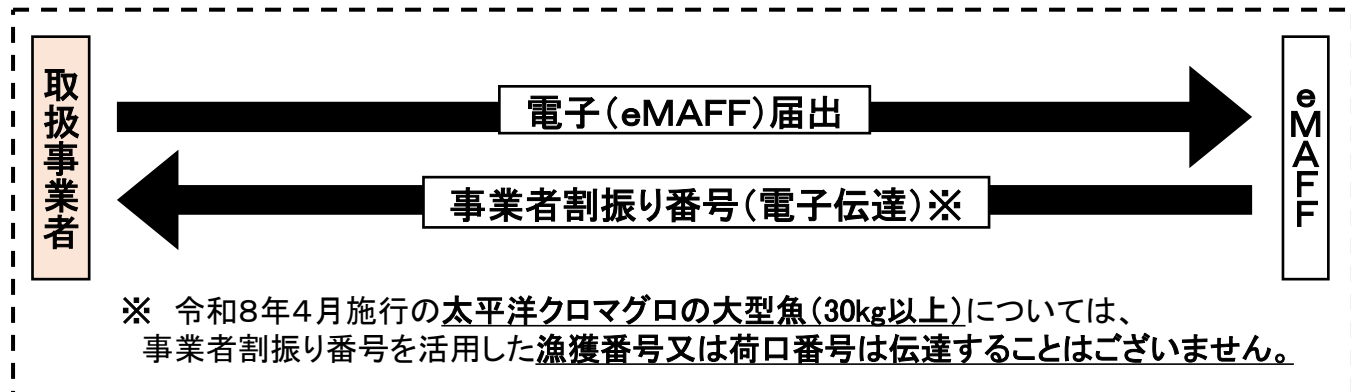 取扱事業者
電子(eMAFF)届出
事業者割振り番号(電子伝達)※
eMAFF
※ 令和8年4月施行の太平洋クロマグロの大型魚(30kg以上)については、
事業者割振り番号を活用した漁獲番号又は荷口番号は伝達することはございません。